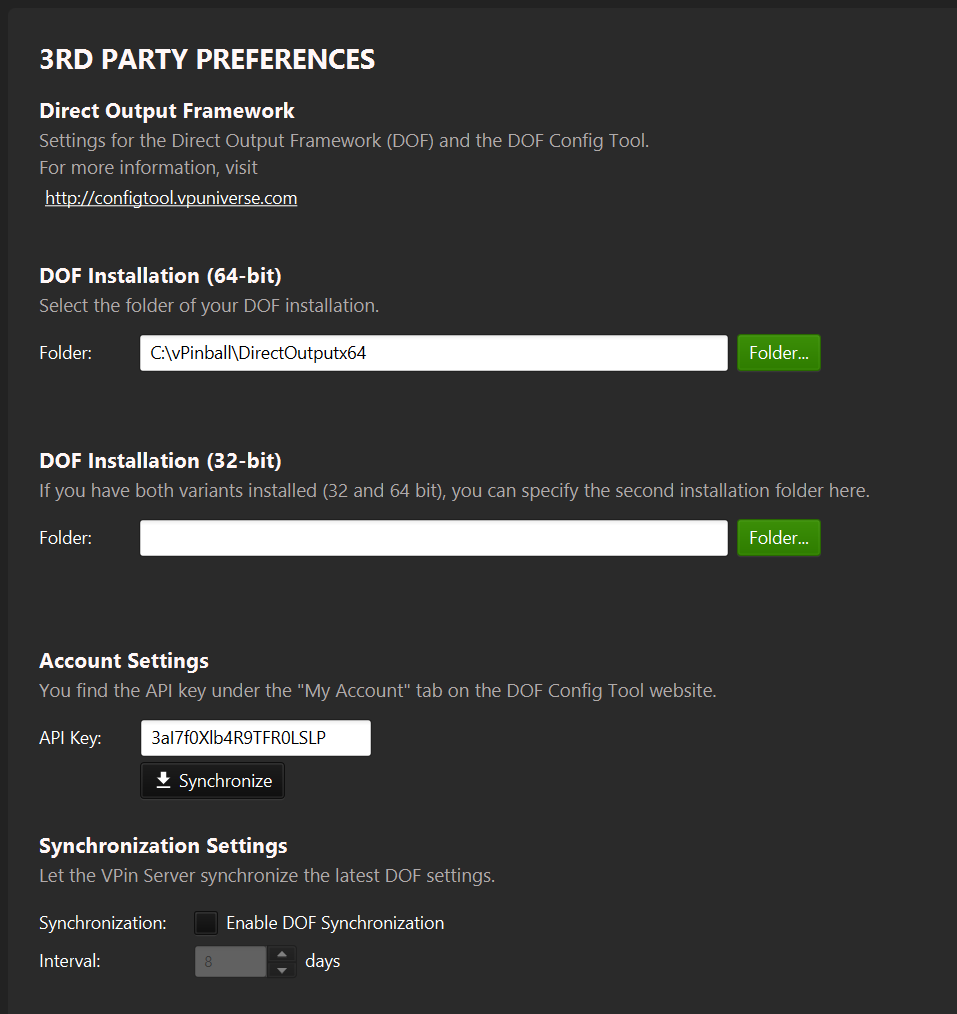 3RD PARTY PREFERENCES
Direct Output Framework
Settings for the Direct Output Framework (DOF) and the DOF Config Tool.
For more information, visit
http://configtool.vpuniverse.com
DOF Installation (64-bit)
Select the folder of your DOF installation.
Folder: C:\vPinball\DirectOutputx64 Folder...
DOF Installation (32-bit)
If you have both variants installed (32 and 64 bit), you can specify the second installation folder here.
Folder: Folder...
Account Settings
You find the API key under the "My Account" tab on the DOF Config Tool website.
API Key: 3aI7f0Xlb4R9TFR0LSLP
Synchronize
Synchronization Settings
Let the VPin Server synchronize the latest DOF settings.
Synchronization: Enable DOF Synchronization
Interval: 8 days